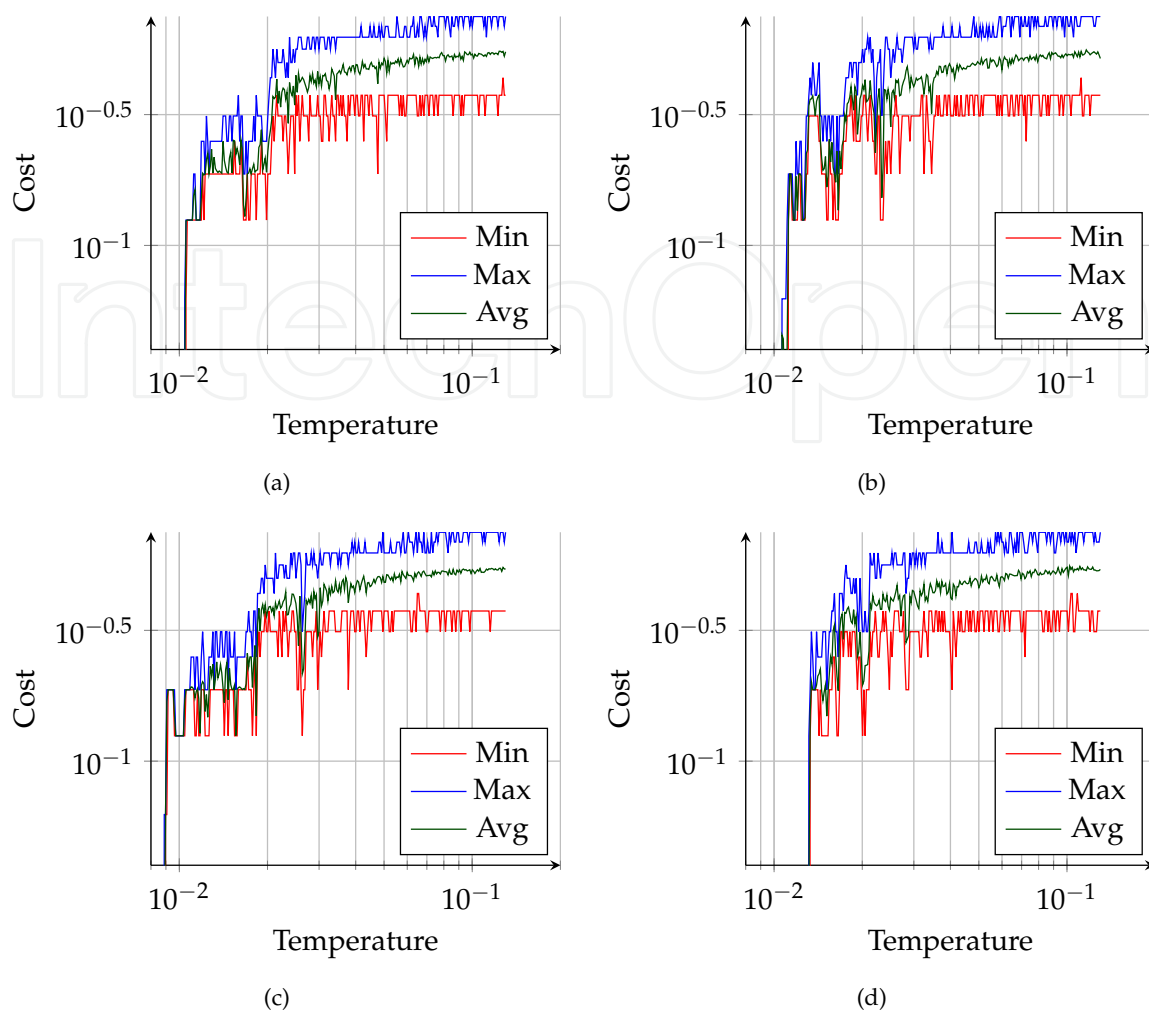 10^−0.5
10^−1
Cost
Min
Max
Avg
10^−2
10^−1
Temperature
(a)
10^−0.5
10^−1
Cost
Min
Max
Avg
10^−2
10^−1
Temperature
(b)
10^−0.5
10^−1
Cost
Min
Max
Avg
10^−2
10^−1
Temperature
(c)
10^−0.5
10^−1
Cost
Min
Max
Avg
10^−2
10^−1
Temperature
(d)
IntechOpen